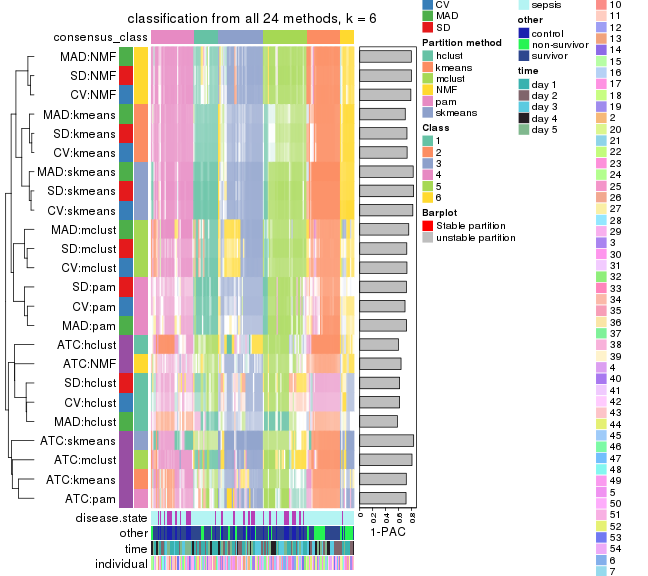 classification from all 24 methods, k = 6
consensus_class
MAD:NMF
SD:NMF
CV:NMF
MAD:kmeans
SD:kmeans
CV:kmeans
MAD:skmeans
SD:skmeans
CV:skmeans
MAD:mclust
SD:mclust
CV:mclust
SD:pam
CV:pam
MAD:pam
ATC:hclust
ATC:NMF
SD:hclust
CV:hclust
MAD:hclust
ATC:skmeans
ATC:mclust
ATC:kmeans
ATC:pam
disease.state
other
time
individual
0
0.2
0.4
0.6
0.8
1-PAC
CV
MAD
SD
Partition method
hclust
kmeans
mclust
NMF
pam
skmeans
Class
1
2
3
4
5
6
Barplot
Stable partition
unstable partition
sepsis
other
control
non-survivor
survivor
time
day 1
day 2
day 3
day 4
day 5
10
11
12
13
14
15
16
17
18
19
2
20
21
22
23
24
25
26
27
28
29
3
30
31
32
33
34
35
36
37
38
39
4
40
41
42
43
44
45
46
47
48
49
5
50
51
52
53
54
6
7